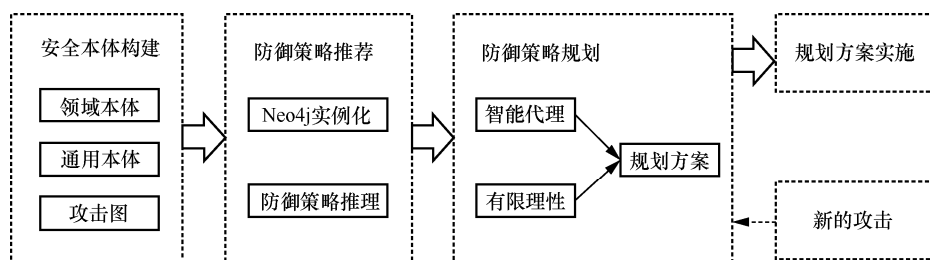 安全本体构建
领域本体
通用本体
攻击图
防御策略推荐
Neo4j实例化
防御策略推理
防御策略规划
智能代理
有限理性
规划方案
规划方案实施
新的攻击